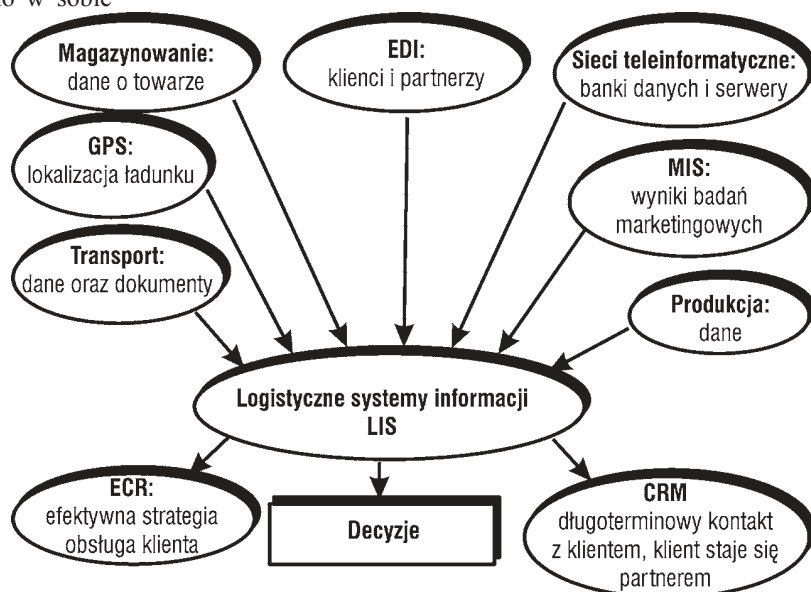 w sobie
Magazynowanie:
dane o towarze
EDI:
klienci i partnerzy
Sieci teleinformatyczne:
banki danych i serwery
GPS:
lokalizacja ładunku
MIS:
wyniki badań
marketingowych
Transport:
dane oraz dokumenty
Produkcja:
dane
Logistyczne systemy informacji
LIS
ECR:
efektywna strategia
obsługa klienta
Decyzje
CRM
długoterminowy kontakt
z klientem, klient staje się
partnerem